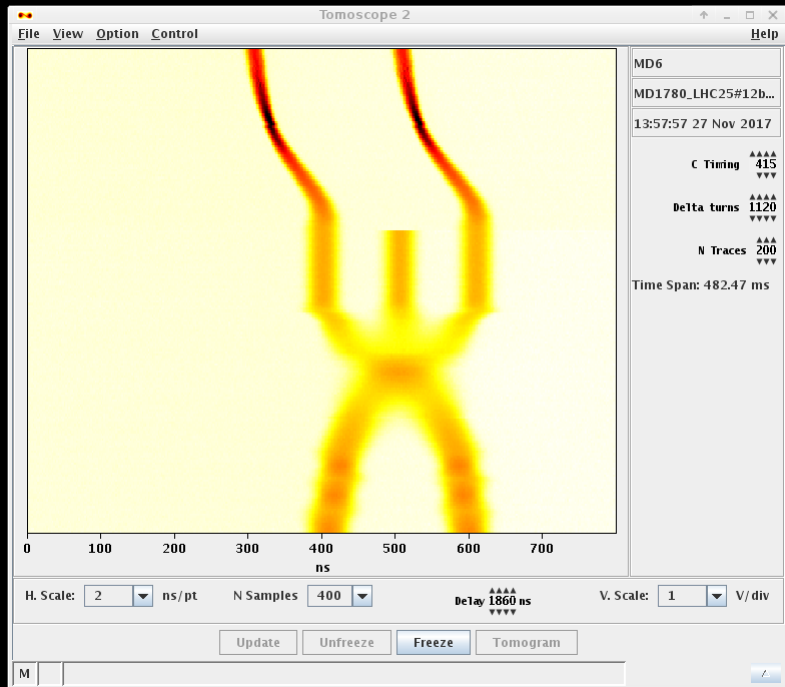 Tomoscope 2
File View Option Control Help
MD6
MD1780_LHC25#12b...
13:57:57 27 Nov 2017
C Timing 415
Delta turns 1120
N Traces 200
Time Span: 482.47 ms
0 100 200 300 400 500 600 700
ns
H. Scale: 2 ns/pt N Samples 400 Delay 1860 ns V. Scale: 1 V/div
Update Unfreeze Freeze Tomogram
M